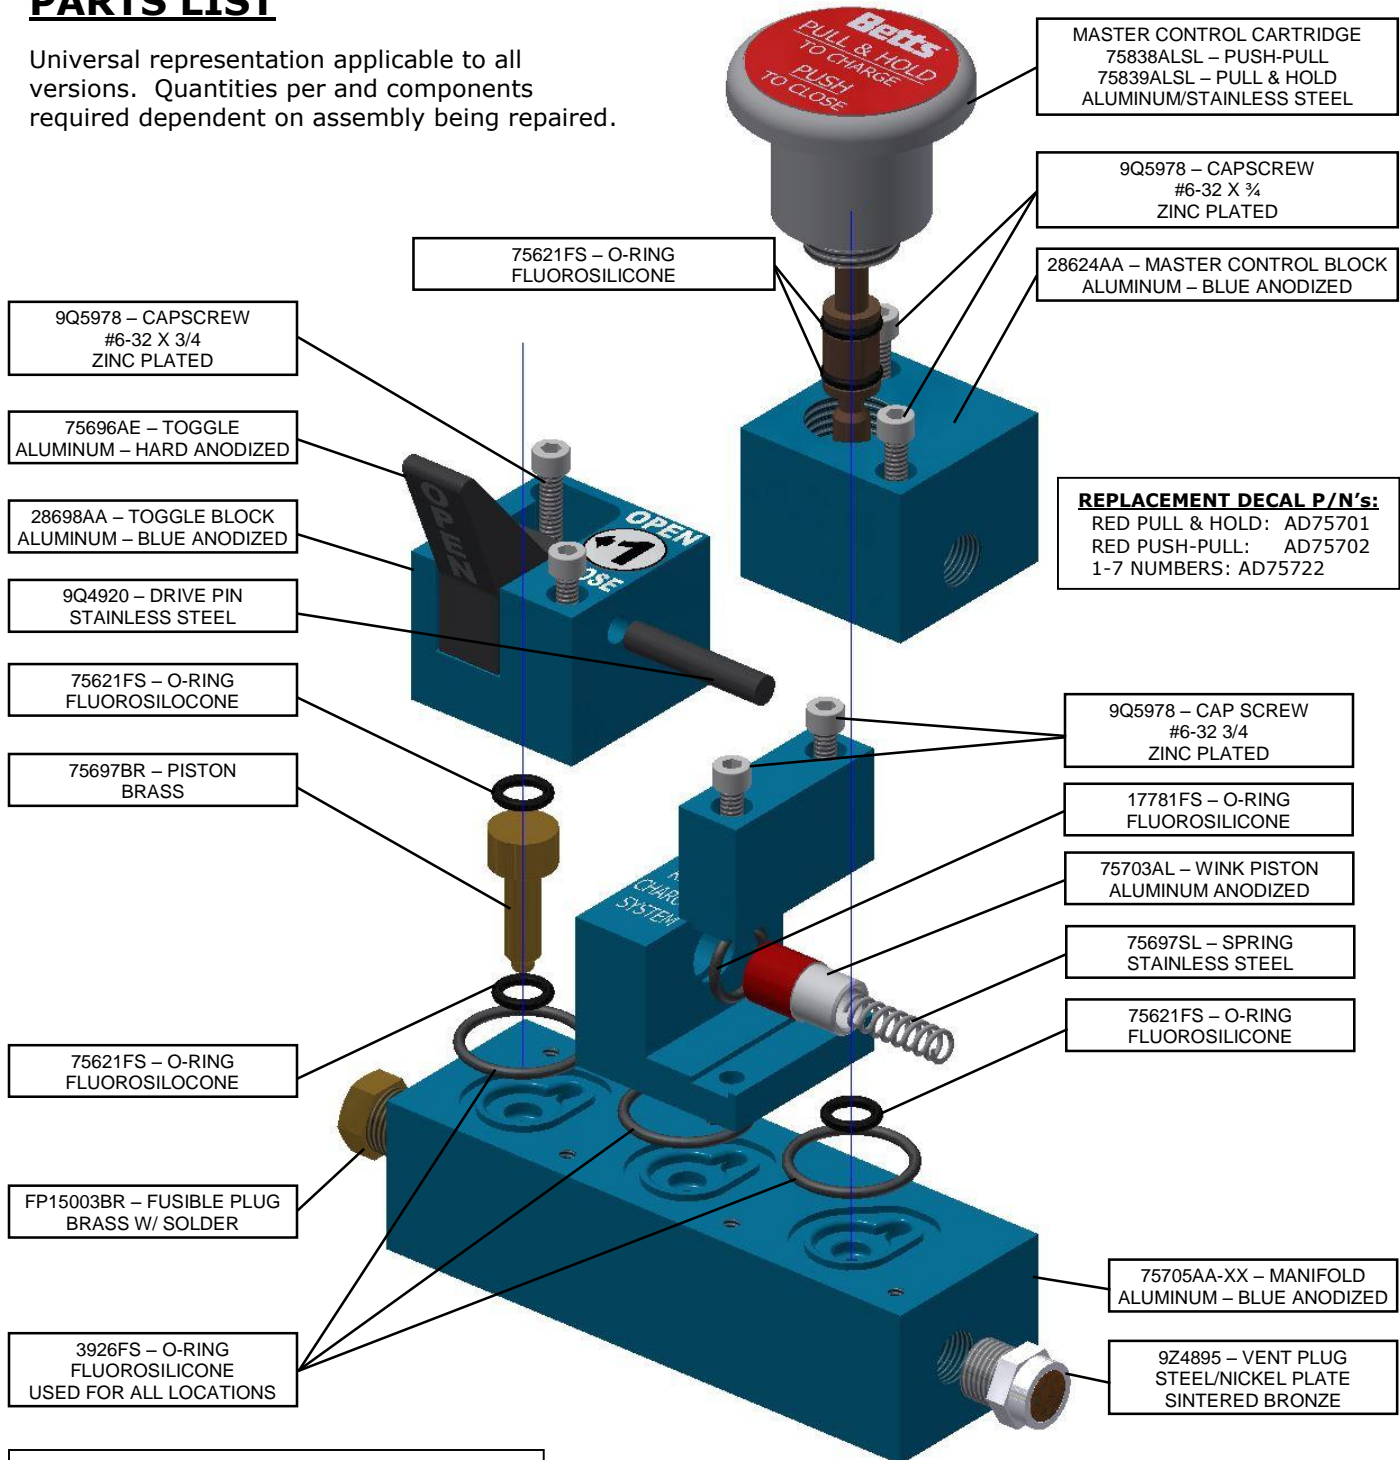 PARTS LIST
Universal representation applicable to all
versions.  Quantities per and components
required dependent on assembly being repaired.
Betts
PULL & HOLD
TO CHARGE
PUSH
TO CLOSE
MASTER CONTROL CARTRIDGE
75838ALSL – PUSH-PULL
75839ALSL – PULL & HOLD
ALUMINUM/STAINLESS STEEL
9Q5978 – CAPSCREW
#6-32 X ¾
ZINC PLATED
75621FS – O-RING
FLUOROSILICONE
28624AA – MASTER CONTROL BLOCK
ALUMINUM – BLUE ANODIZED
9Q5978 – CAPSCREW
#6-32 X 3/4
ZINC PLATED
75696AE – TOGGLE
ALUMINUM – HARD ANODIZED
28698AA – TOGGLE BLOCK
ALUMINUM – BLUE ANODIZED
9Q4920 – DRIVE PIN
STAINLESS STEEL
OPEN
OPEN
1
OSE
REPLACEMENT DECAL P/N’s:
RED PULL & HOLD:   AD75701
RED PUSH-PULL:     AD75702
1-7 NUMBERS: AD75722
75621FS – O-RING
FLUOROSILOCONE
75697BR – PISTON
BRASS
9Q5978 – CAP SCREW
#6-32 3/4
ZINC PLATED
17781FS – O-RING
FLUOROSILICONE
75703AL – WINK PISTON
ALUMINUM ANODIZED
75697SL – SPRING
STAINLESS STEEL
75621FS – O-RING
FLUOROSILICONE
SYSTEM
75621FS – O-RING
FLUOROSILOCONE
FP15003BR – FUSIBLE PLUG
BRASS W/ SOLDER
3926FS – O-RING
FLUOROSILICONE
USED FOR ALL LOCATIONS
75705AA-XX – MANIFOLD
ALUMINUM – BLUE ANODIZED
9Z4895 – VENT PLUG
STEEL/NICKEL PLATE
SINTERED BRONZE